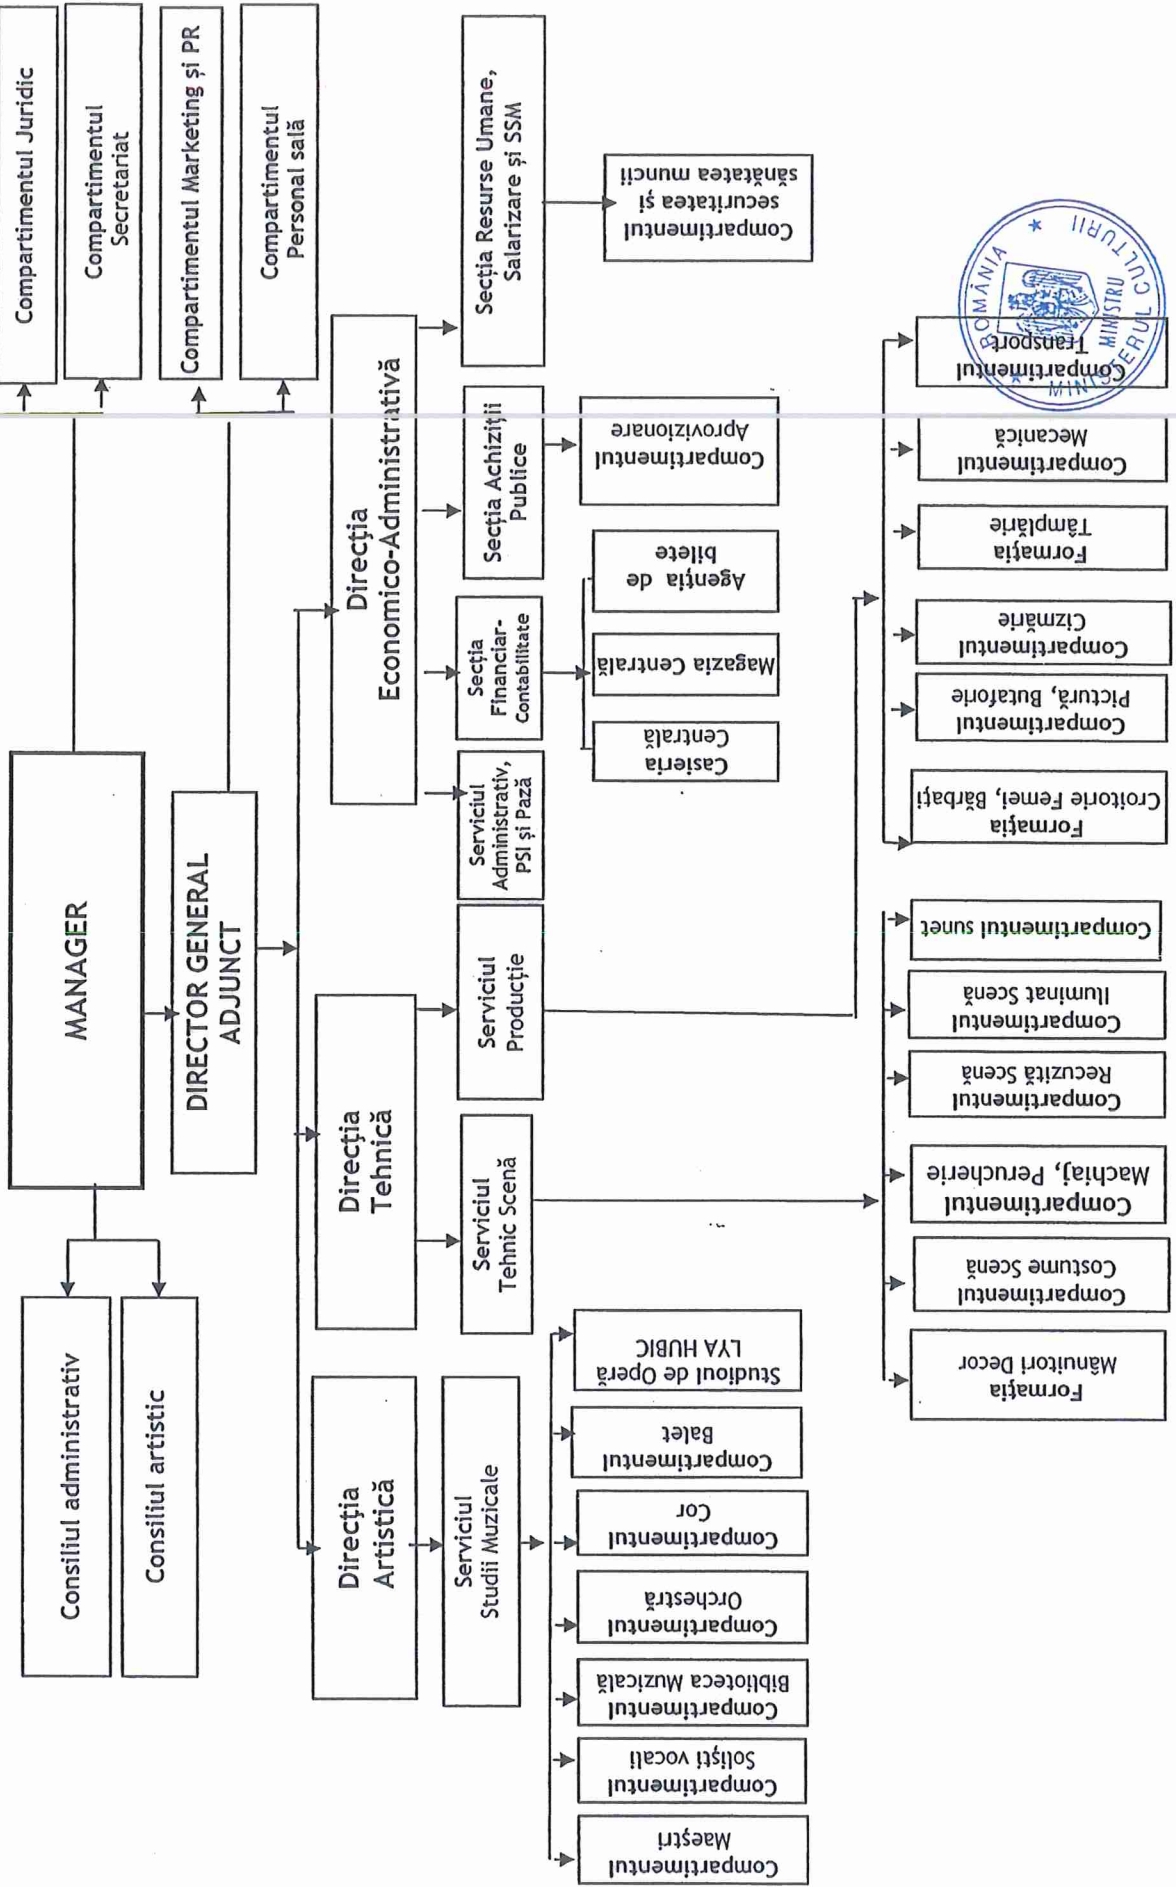 MANAGER
Consiliul administrativ
Consiliul artistic
Compartimentul Juridic
Compartimentul
Secretariat
DIRECTOR GENERAL
ADJUNCT
Compartimentul Marketing și PR
Compartimentul
Personal sală
Direcția
Artistică
Direcția
Tehnică
Direcția
Economico-Administrativă
Serviciul
Studii Muzicale
Serviciul
Tehnic Scenă
Serviciul
Producție
Serviciul
Administrativ,
PSI și Pază
Secția
Financiar-
Contabilitate
Secția Achiziții
Publice
Secția Resurse Umane,
Salarizare și SSM
Compartimentul
Maeștri
Compartimentul
Soliști vocali
Compartimentul
Biblioteca Muzicală
Compartimentul
Orchestră
Compartimentul
Cor
Compartimentul
Balet
Studioul de Operă
LYA HUBIC
Casieria
Centrală
Magazia Centrală
Agenția de
bilete
Compartimentul
Aprovizionare
Compartimentul
securitatea și
sănătatea muncii
Formația
Mânuitori Decor
Compartimentul
Costume Scenă
Compartimentul
Machiaj, Perucherie
Compartimentul
Recuzită Scenă
Compartimentul
Iluminat Scenă
Compartimentul sunet
Formația
Croitorie Femei, Bărbați
Compartimentul
Pictură, Butaforie
Compartimentul
Cizmărie
Formația
Tâmplărie
Compartimentul
Mecanică
Compartimentul
Transport
ROMÂNIA
MINISTERUL CULTURII
MINISTRU